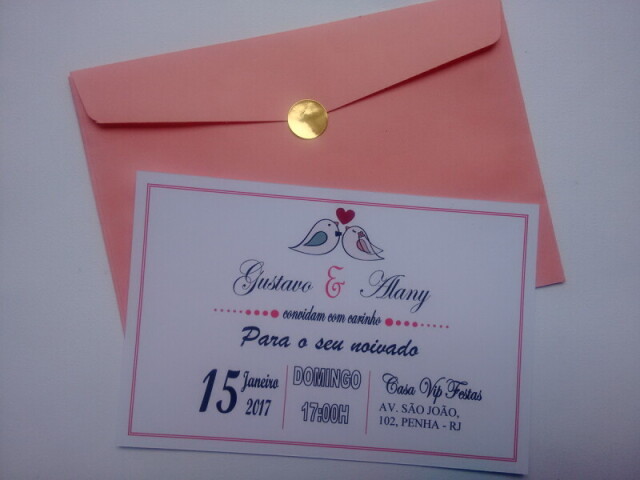 Gustavo & Alany
convidam com carinho
Para o seu noivado
15 Janeiro 2017
DOMINGO
17:00H
Casa Vip Festas
AV. SÃO JOÃO,
102, PENHA - RJ